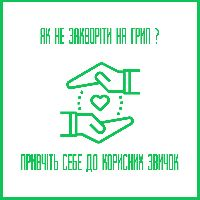 ЯК НЕ ЗАХВОРІТИ НА ГРИП ?
ПРИВЧІТЬ СЕБЕ ДО КОРИСНИХ ЗВИЧОК